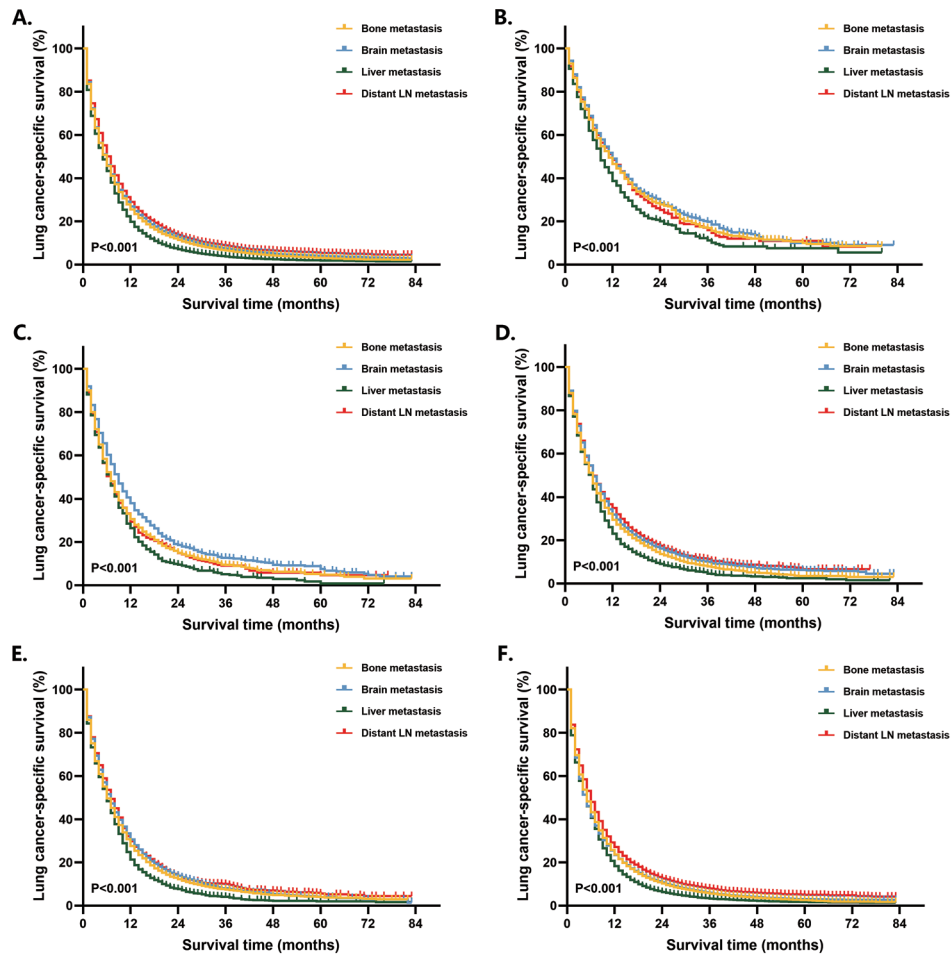 A.
Lung cancer-specific survival (%)
Bone metastasis
Brain metastasis
Liver metastasis
Distant LN metastasis
100
80
60
40
20
0
P<0.001
0 12 24 36 48 60 72 84
Survival time (months)
B.
Lung cancer-specific survival (%)
Bone metastasis
Brain metastasis
Liver metastasis
Distant LN metastasis
100
80
60
40
20
0
P<0.001
0 12 24 36 48 60 72 84
Survival time (months)
C.
Lung cancer-specific survival (%)
Bone metastasis
Brain metastasis
Liver metastasis
Distant LN metastasis
100
80
60
40
20
0
P<0.001
0 12 24 36 48 60 72 84
Survival time (months)
D.
Lung cancer-specific survival (%)
Bone metastasis
Brain metastasis
Liver metastasis
Distant LN metastasis
100
80
60
40
20
0
P<0.001
0 12 24 36 48 60 72 84
Survival time (months)
E.
Lung cancer-specific survival (%)
Bone metastasis
Brain metastasis
Liver metastasis
Distant LN metastasis
100
80
60
40
20
0
P<0.001
0 12 24 36 48 60 72 84
Survival time (months)
F.
Lung cancer-specific survival (%)
Bone metastasis
Brain metastasis
Liver metastasis
Distant LN metastasis
100
80
60
40
20
0
P<0.001
0 12 24 36 48 60 72 84
Survival time (months)